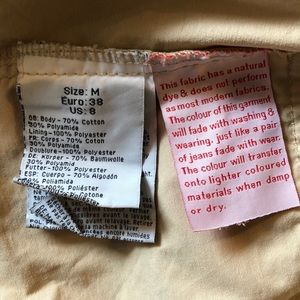 Size: M
Euro: 38
US: 8
GB: Body - 70% Cotton
30% Polyamide
Lining - 100% Polyester
FR: Corps - 70% Coton
30% Polyamide
Doublure: 100% Polyester
DE: Körper - 70% Baumwolle
30% Polyamid
Futter - 100% Polyester
ESP: Cuerpo - 70% Algodón
30% Poliamida
100% Poliéster
This fabric has a natural
dye & does not perform
as most modern fabrics.
The colour of this garment
will fade with washing &
wearing, just like a pair
of jeans fade with wear.
The colour will transfer
onto lighter coloured
materials when damp
or dry.